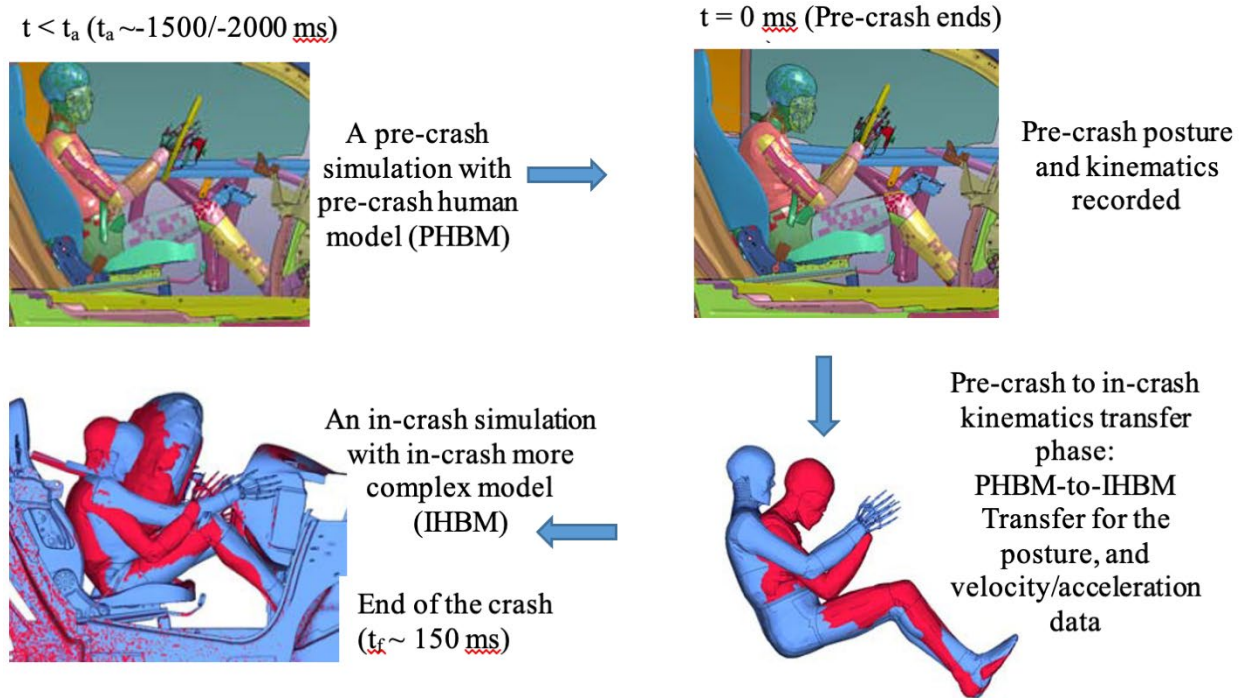 t < tₐ (tₐ ~-1500/-2000 ms)
A pre-crash
simulation with
pre-crash human
model (PHBM)
t = 0 ms (Pre-crash ends)
Pre-crash posture
and kinematics
recorded
Pre-crash to in-crash
kinematics transfer
phase:
PHBM-to-IHBM
Transfer for the
posture, and
velocity/acceleration
data
An in-crash simulation
with in-crash more
complex model
(IHBM)
End of the crash
(t_f ~ 150 ms)